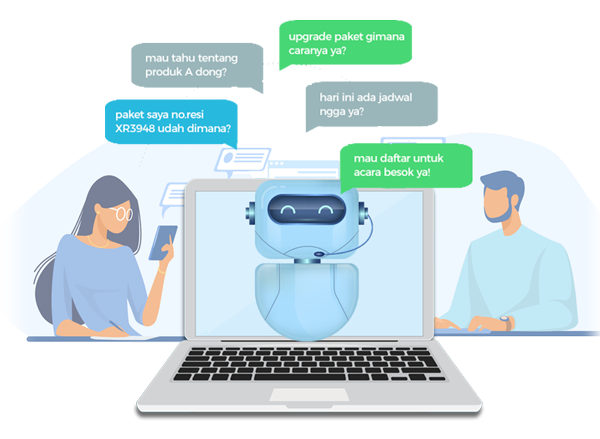 upgrade paket gimana
caranya ya?
mau tahu tentang
produk A dong?
hari ini ada jadwal
ngga ya?
paket saya no.resi
XR3948 udah dimana?
mau daftar untuk
acara besok ya!